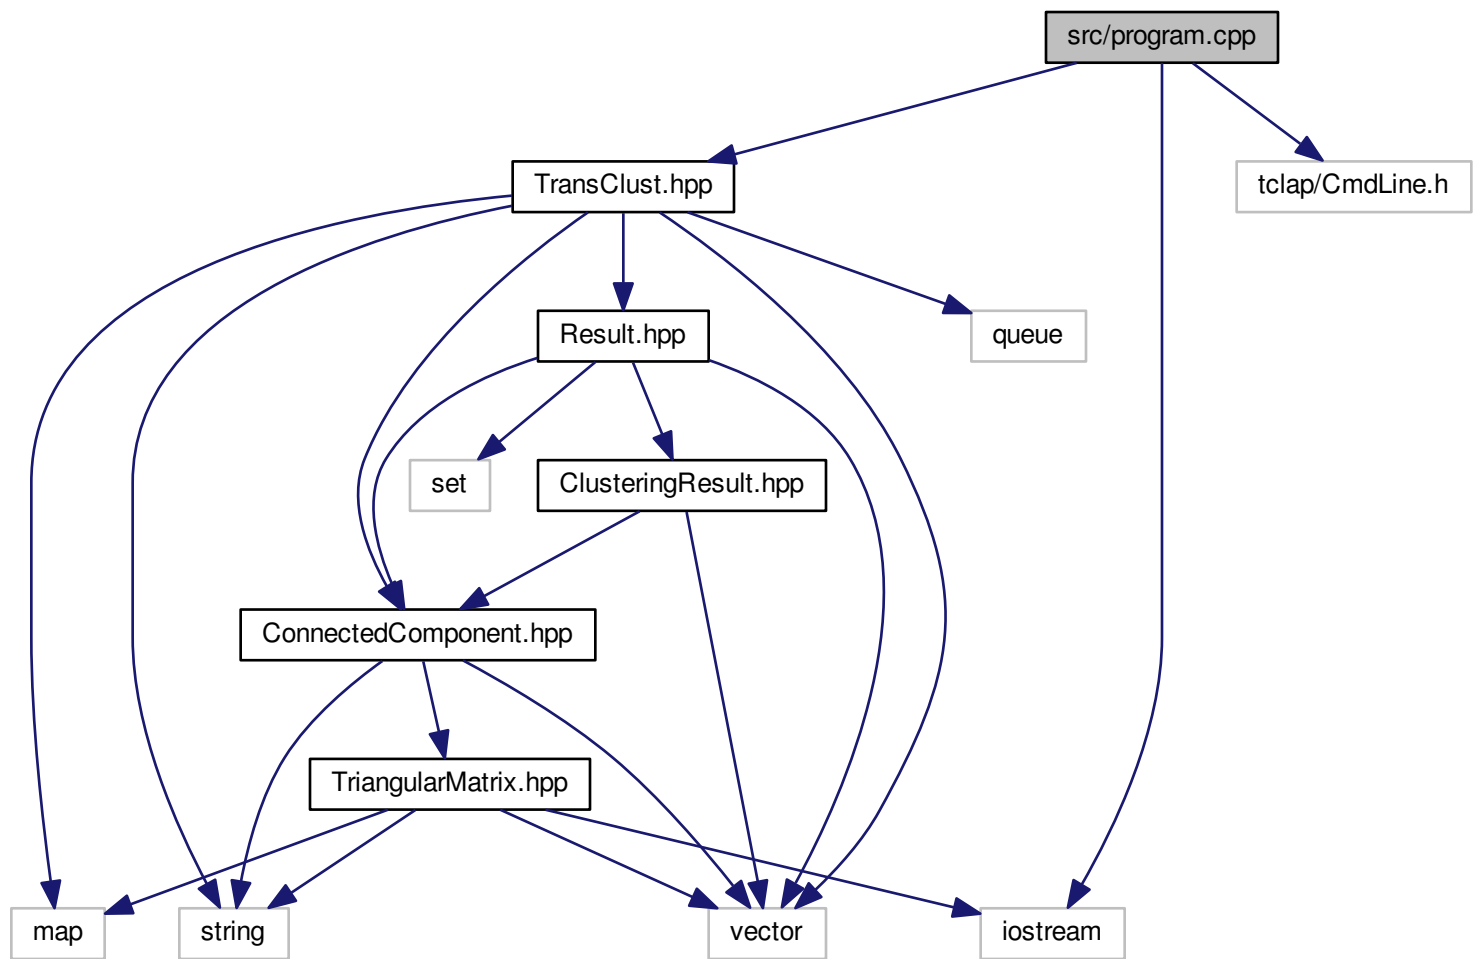 src/program.cpp
TransClust.hpp
tclap/CmdLine.h
Result.hpp
queue
set
ClusteringResult.hpp
ConnectedComponent.hpp
TriangularMatrix.hpp
map
string
vector
iostream